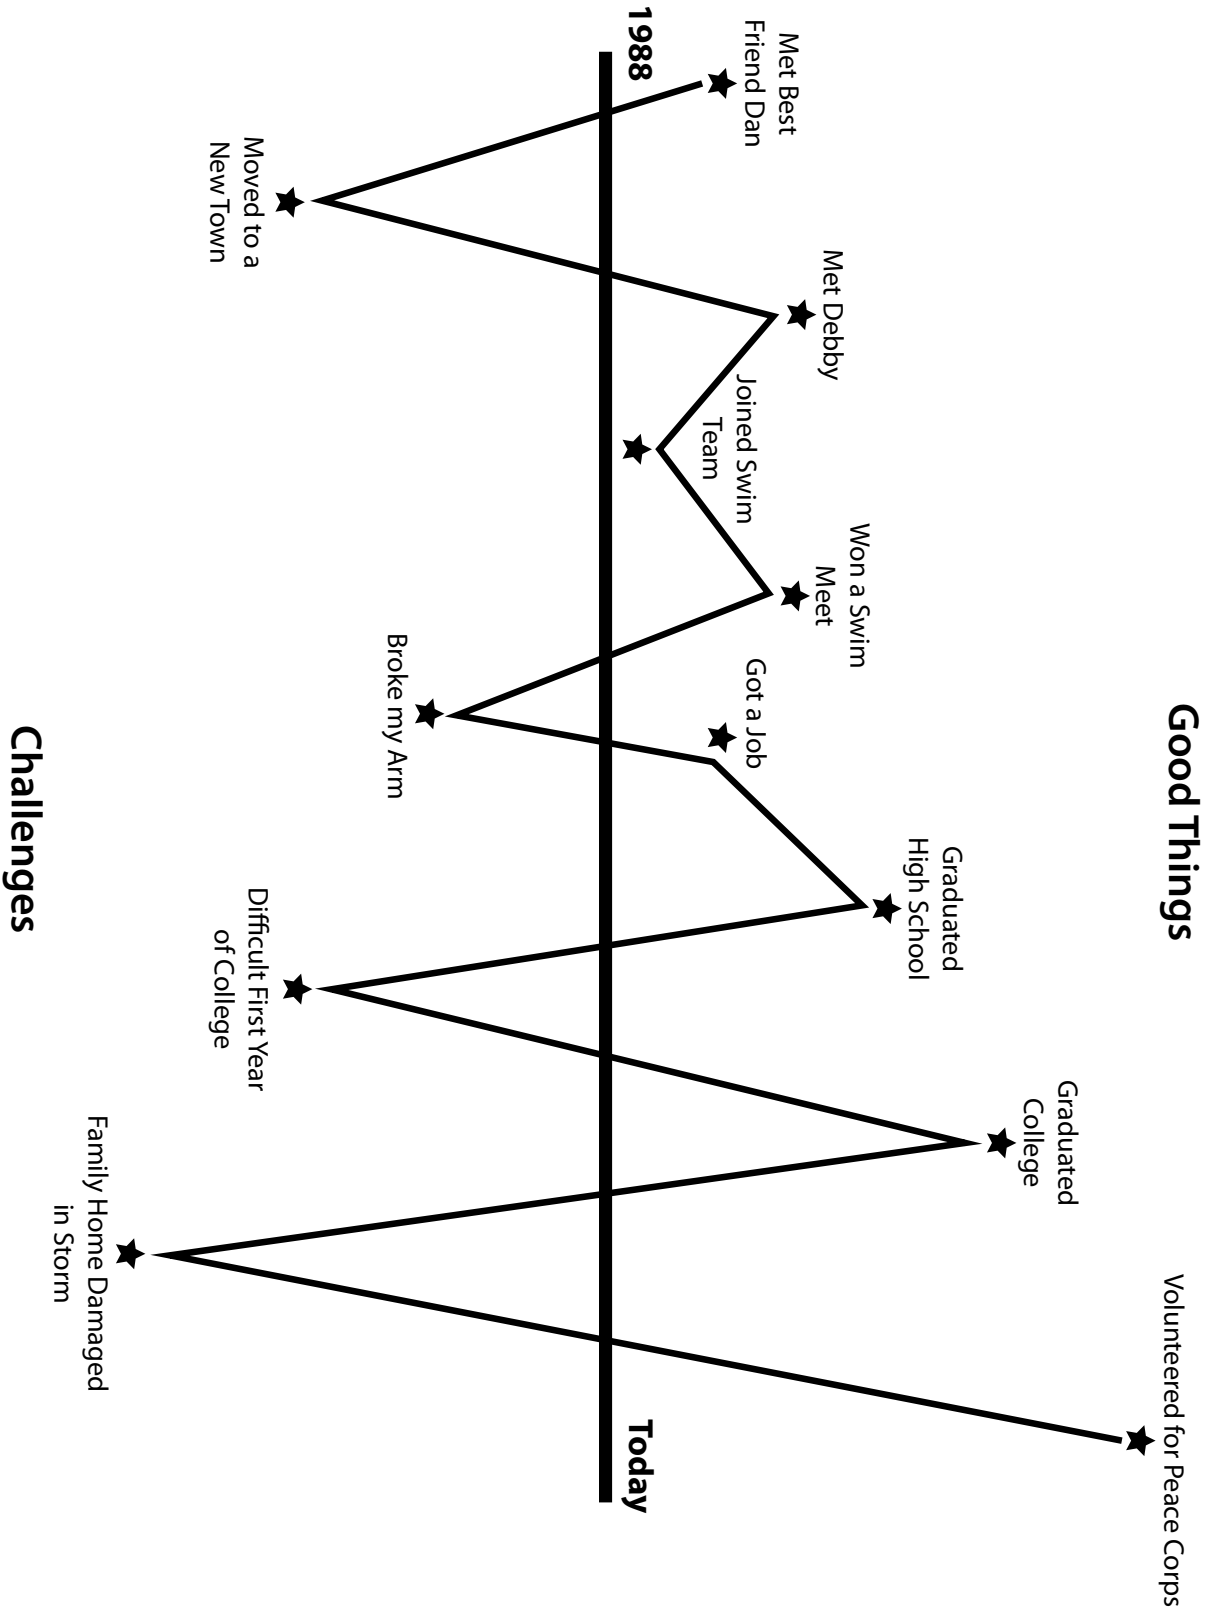 Good Things
1988
Met Best
Friend Dan
Moved to a
New Town
Met Debby
Joined Swim
Team
Won a Swim
Meet
Broke my Arm
Got a Job
Graduated
High School
Difficult First Year
of College
Graduated
College
Family Home Damaged
in Storm
Volunteered for Peace Corps
Today
Challenges